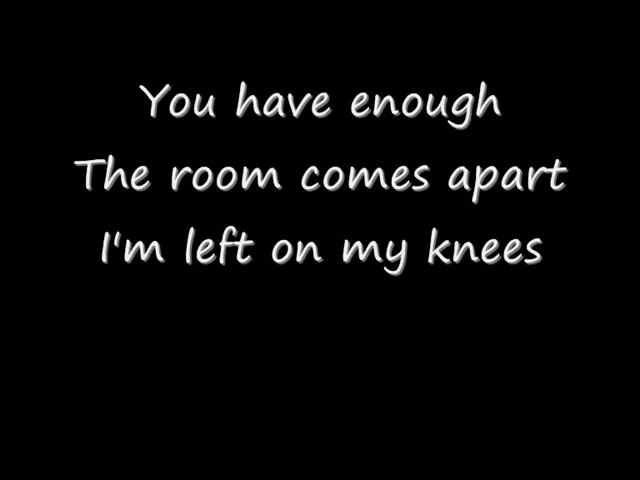 You have enough
The room comes apart
I'm left on my knees